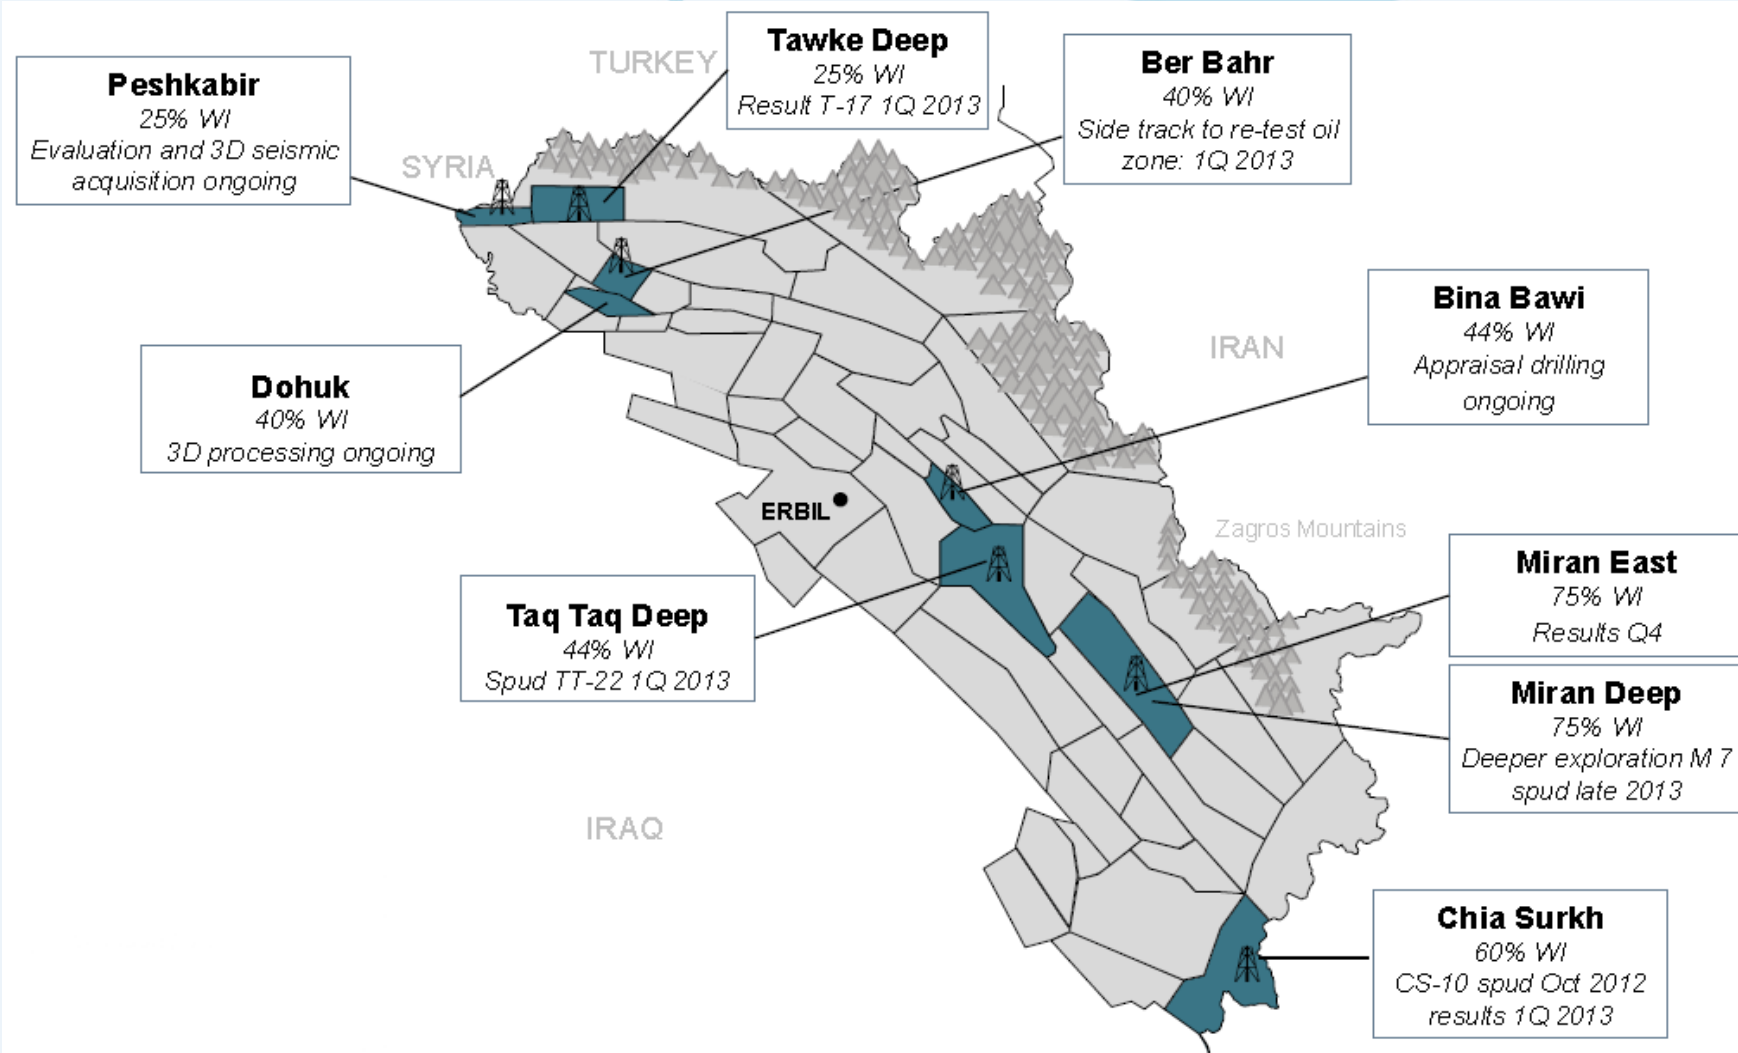 TURKEY
Tawke Deep
25% WI
Result T-17 1Q 2013
Ber Bahr
40% WI
Side track to re-test oil
zone: 1Q 2013
Peshkabir
25% WI
Evaluation and 3D seismic
acquisition ongoing
SYRIA
Bina Bawi
44% WI
Appraisal drilling
ongoing
IRAN
Dohuk
40% WI
3D processing ongoing
ERBIL
Zagros Mountains
Miran East
75% WI
Results Q4
Taq Taq Deep
44% WI
Spud TT-22 1Q 2013
Miran Deep
75% WI
Deeper exploration M 7
spud late 2013
IRAQ
Chia Surkh
60% WI
CS-10 spud Oct 2012
results 1Q 2013